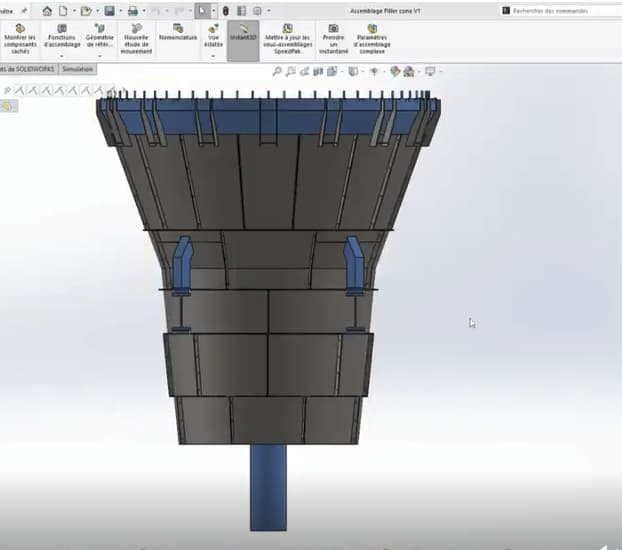 mètre
Assemblage Piller cone V1
Rechercher des commandes
Montrer les composants cachés
Fonctions d'assemblage
Géométrie de référ...
Nouvelle étude de mouvement
Nomenclature
Vue éclatée
Instant3D
Mettre à jour les sous-assemblages SpeedPak
Prendre un instantané
Paramètres d'assemblage complexe
ts de SOLIDWORKS
Simulation